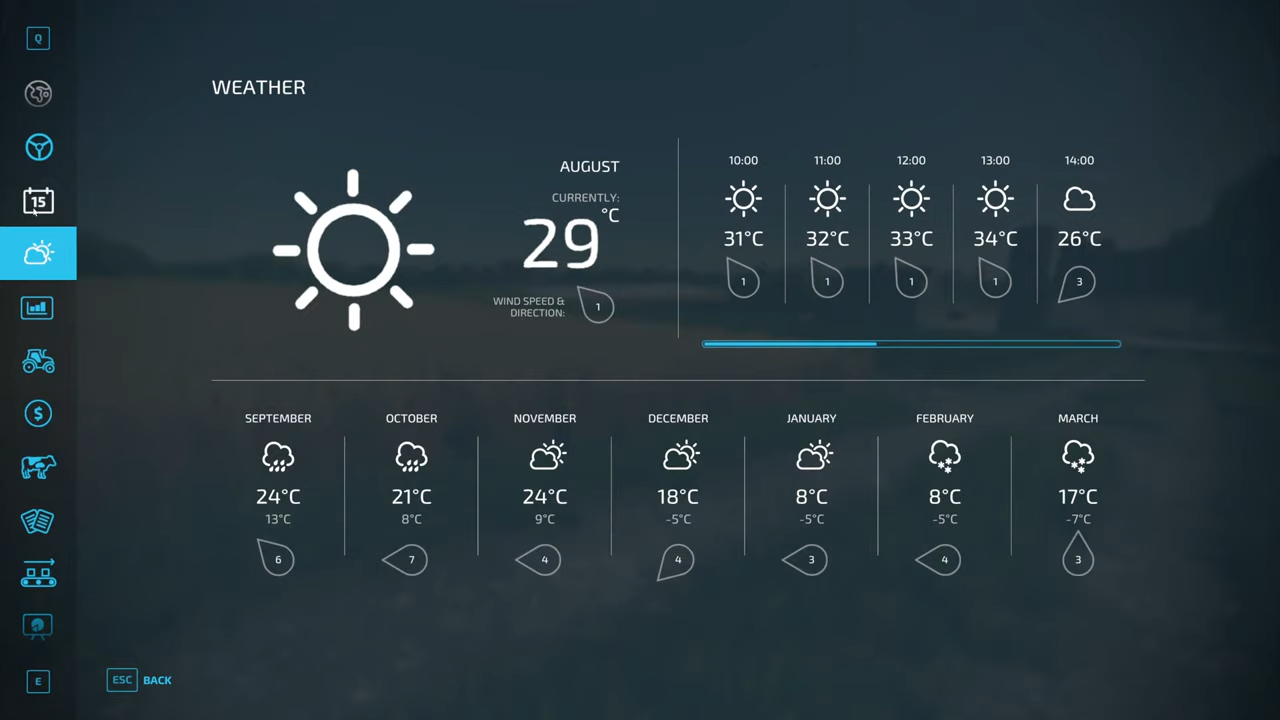 Q
WEATHER
15
AUGUST
CURRENTLY:
29 °C
WIND SPEED &
DIRECTION:
1
10:00 11:00 12:00 13:00 14:00
31°C 32°C 33°C 34°C 26°C
1 1 1 1 3
SEPTEMBER OCTOBER NOVEMBER DECEMBER JANUARY FEBRUARY MARCH
24°C 21°C 24°C 18°C 8°C 8°C 17°C
13°C 8°C 9°C -5°C -5°C -5°C -7°C
6 7 4 4 3 4 3
$
E
ESC BACK